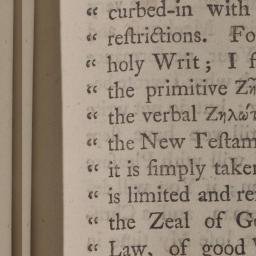 “ curbed-in with
“ reſtrictions. Fo
“ holy Writ; I f
“ the primitive Ζῆ
“ the verbal Ζηλώτ
“ the New Teſtam
“ it is ſimply taken
“ is limited and re
“ the Zeal of G
“ Law, of good